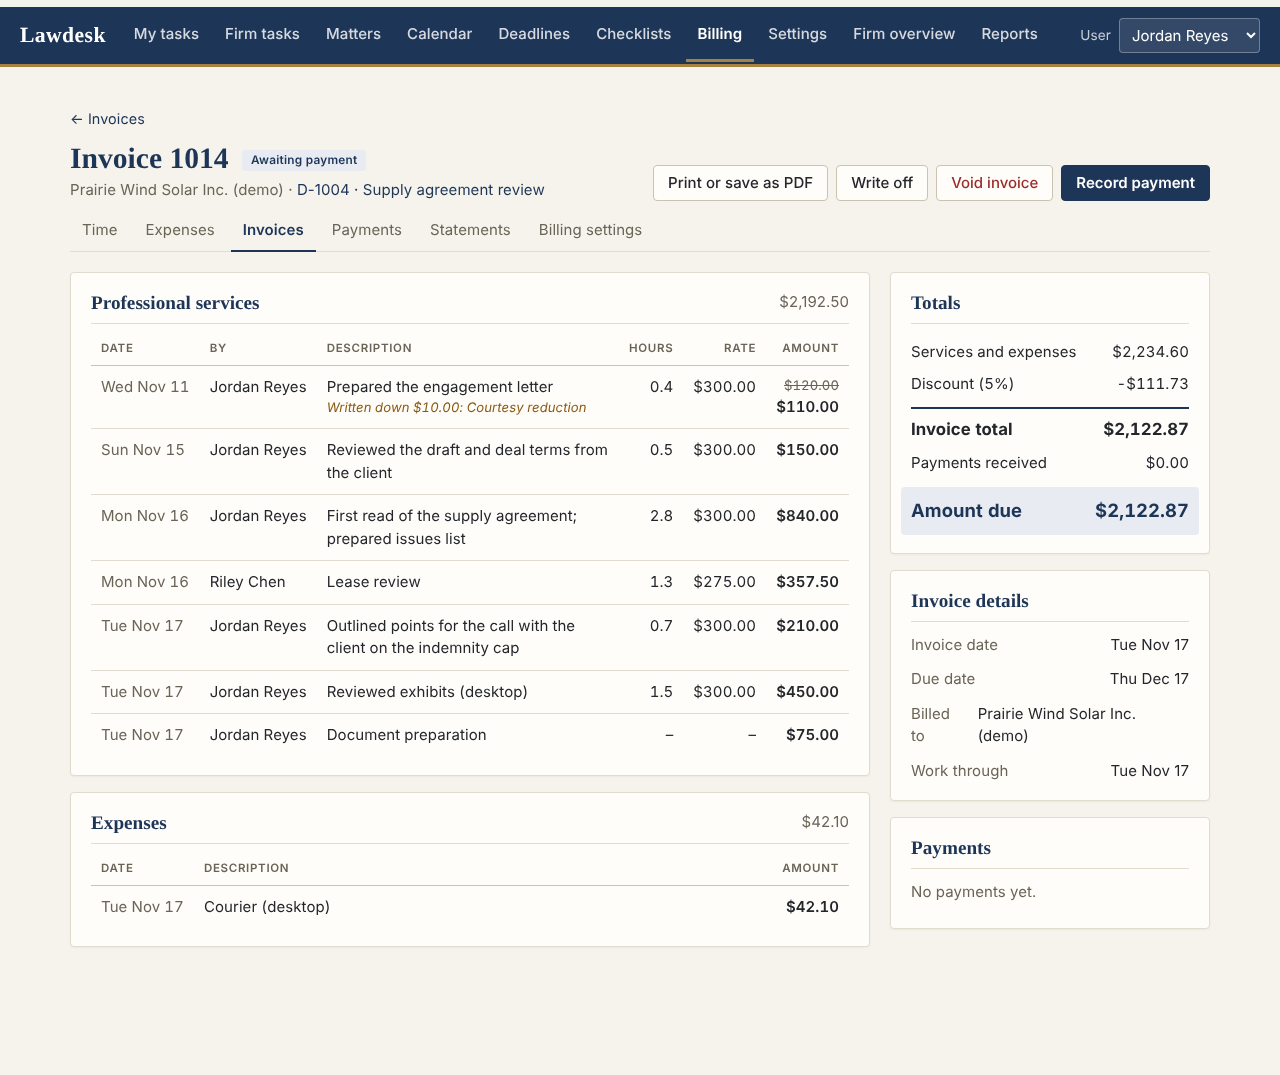 Lawdesk My tasks Firm tasks Matters Calendar Deadlines Checklists Billing Settings Firm overview Reports User Jordan Reyes
← Invoices
Invoice 1014 Awaiting payment
Prairie Wind Solar Inc. (demo) · D-1004 · Supply agreement review
Print or save as PDF Write off Void invoice Record payment
Time Expenses Invoices Payments Statements Billing settings
Professional services $2,192.50
DATE BY DESCRIPTION HOURS RATE AMOUNT
Wed Nov 11 Jordan Reyes Prepared the engagement letter 0.4 $300.00 $120.00
Written down $10.00: Courtesy reduction $110.00
Sun Nov 15 Jordan Reyes Reviewed the draft and deal terms from 0.5 $300.00 $150.00
the client
Mon Nov 16 Jordan Reyes First read of the supply agreement; 2.8 $300.00 $840.00
prepared issues list
Mon Nov 16 Riley Chen Lease review 1.3 $275.00 $357.50
Tue Nov 17 Jordan Reyes Outlined points for the call with the 0.7 $300.00 $210.00
client on the indemnity cap
Tue Nov 17 Jordan Reyes Reviewed exhibits (desktop) 1.5 $300.00 $450.00
Tue Nov 17 Jordan Reyes Document preparation – – $75.00
Expenses $42.10
DATE DESCRIPTION AMOUNT
Tue Nov 17 Courier (desktop) $42.10
Totals
Services and expenses $2,234.60
Discount (5%) -$111.73
Invoice total $2,122.87
Payments received $0.00
Amount due $2,122.87
Invoice details
Invoice date Tue Nov 17
Due date Thu Dec 17
Billed Prairie Wind Solar Inc.
to (demo)
Work through Tue Nov 17
Payments
No payments yet.